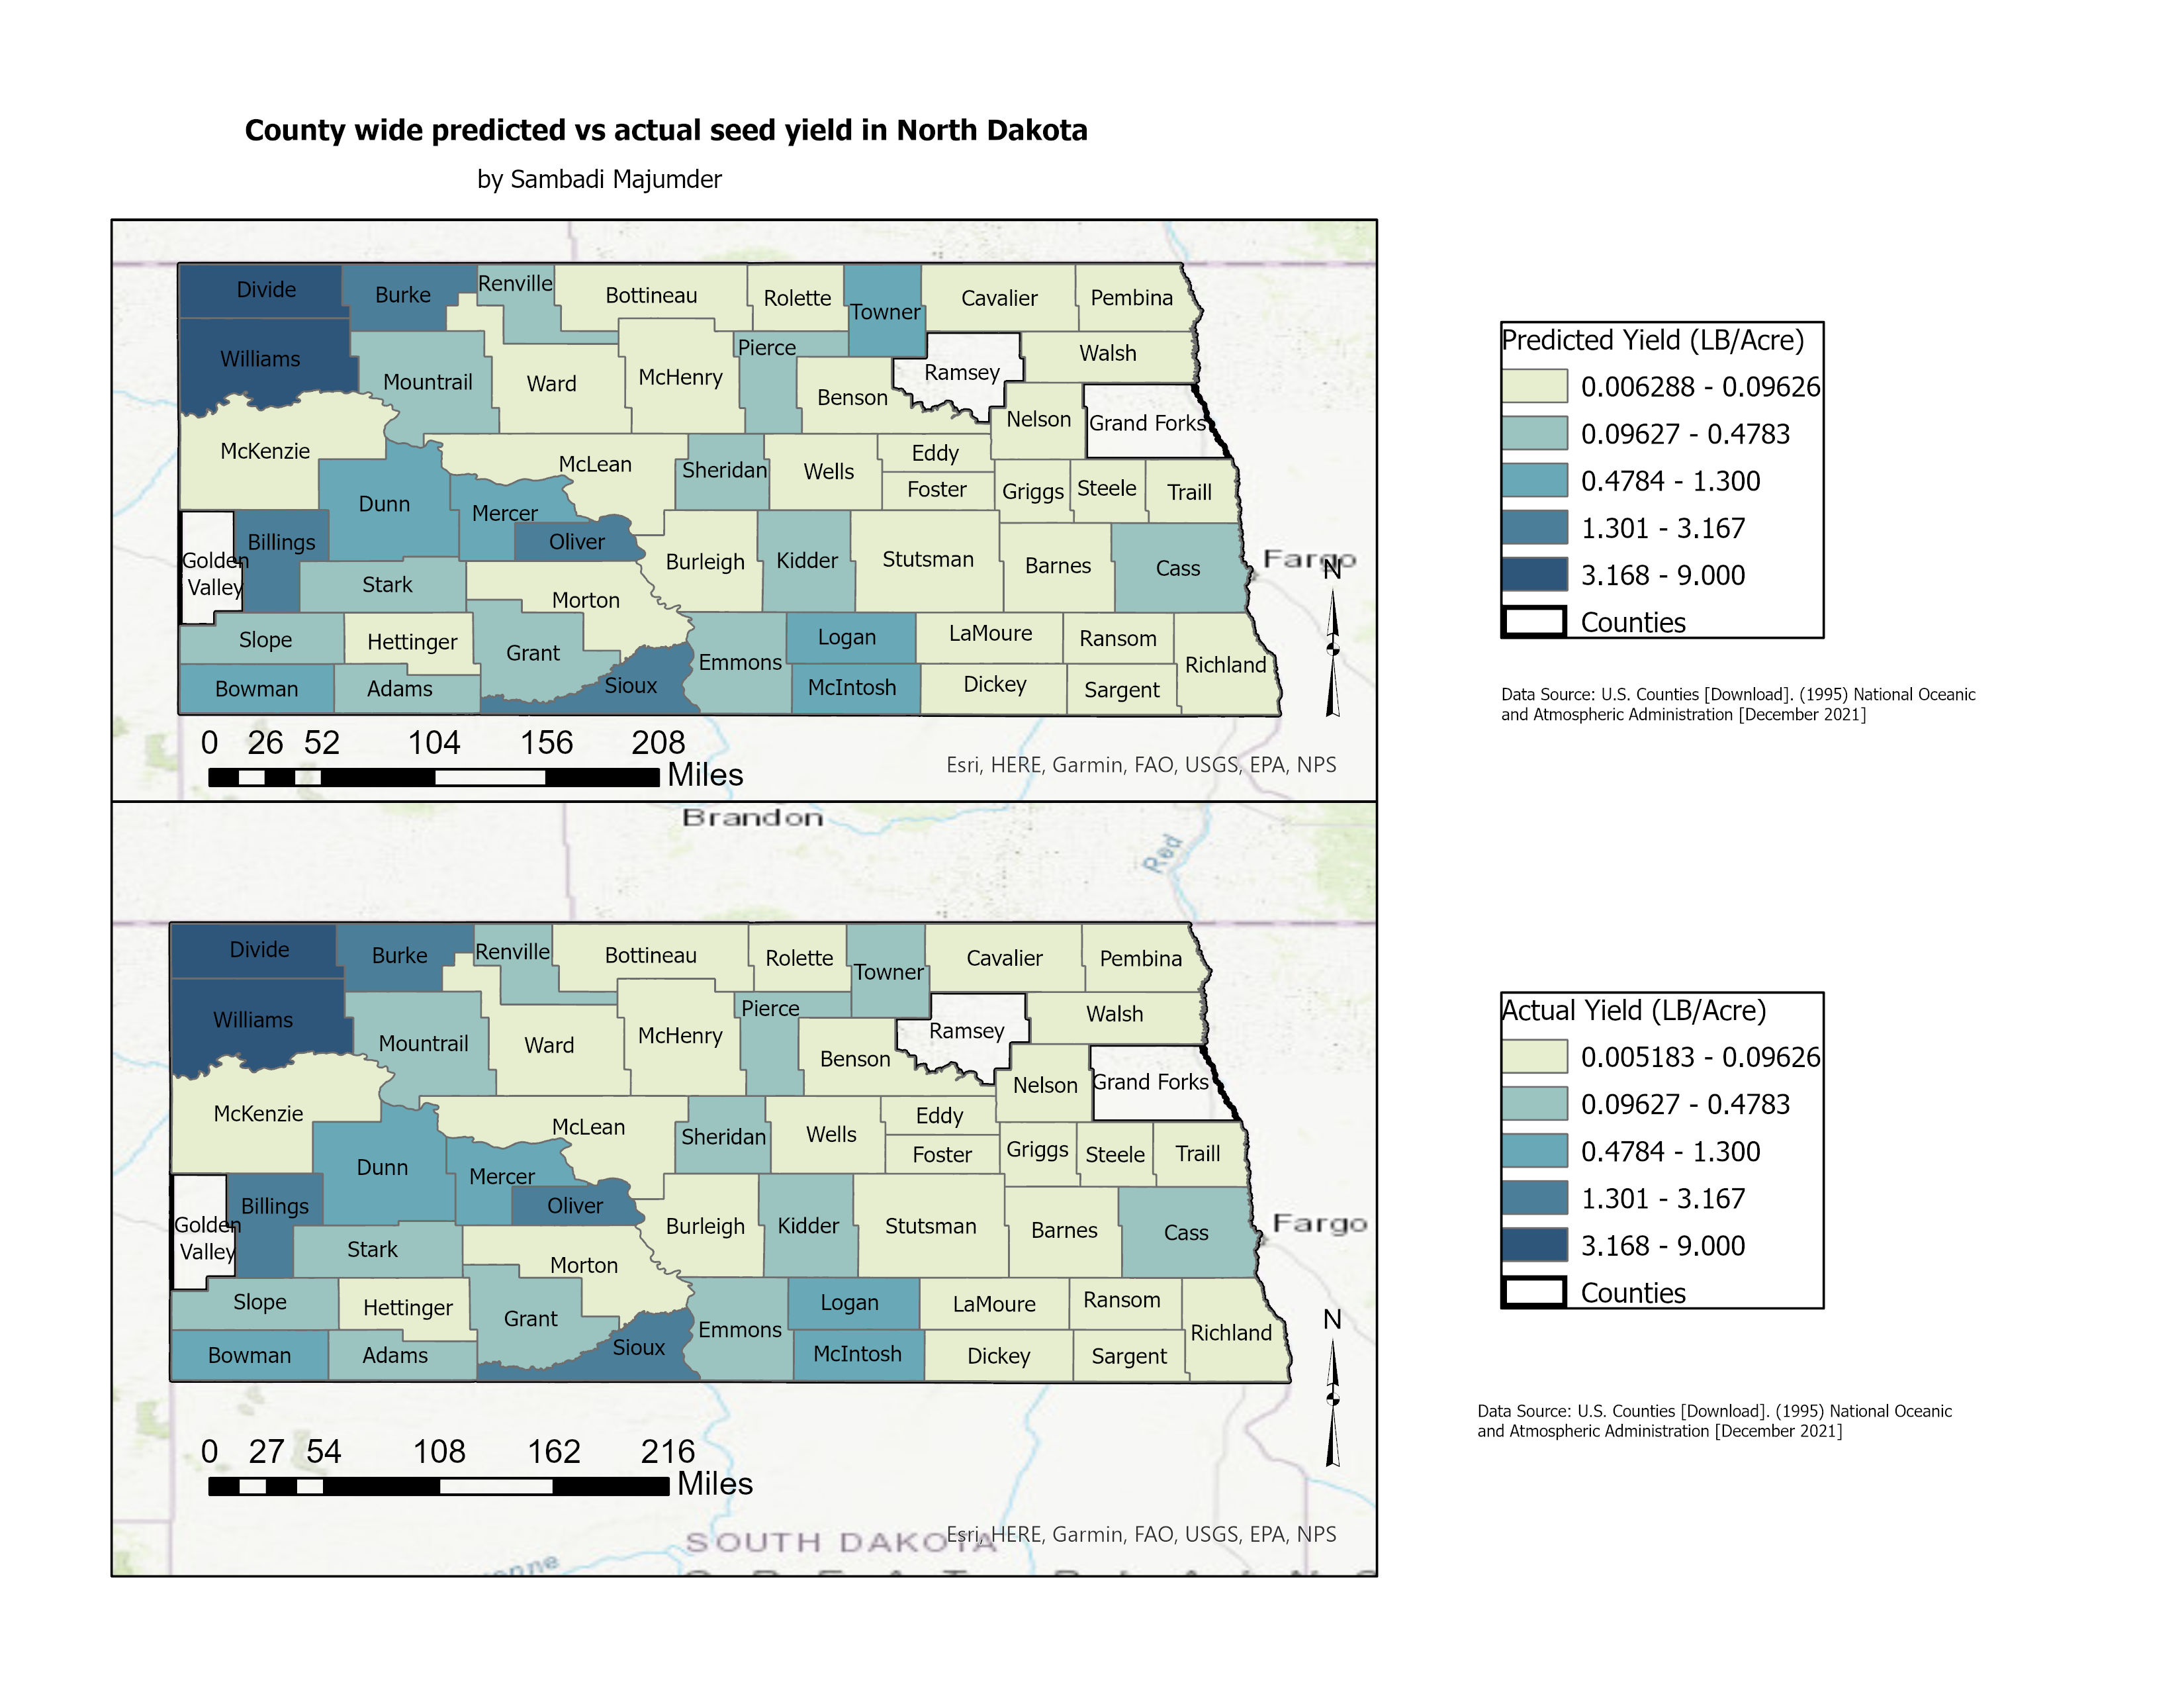 County wide predicted vs actual seed yield in North Dakota
by Sambadi Majumder
Divide
Burke
Renville
Bottineau
Rolette
Towner
Cavalier
Pembina
Williams
Mountrail
Ward
McHenry
Pierce
Benson
Ramsey
Walsh
Nelson
Grand Forks
McKenzie
McLean
Sheridan
Wells
Eddy
Foster
Griggs
Steele
Traill
Dunn
Mercer
Oliver
Golden
Valley
Billings
Stark
Morton
Burleigh
Kidder
Stutsman
Barnes
Cass
Fargo
N
Slope
Hettinger
Grant
Sioux
Emmons
Logan
LaMoure
Ransom
Richland
Bowman
Adams
McIntosh
Dickey
Sargent
0 26 52 104 156 208
Miles
Esri, HERE, Garmin, FAO, USGS, EPA, NPS
Predicted Yield (LB/Acre)
0.006288 - 0.09626
0.09627 - 0.4783
0.4784 - 1.300
1.301 - 3.167
3.168 - 9.000
Counties
Data Source: U.S. Counties [Download]. (1995) National Oceanic
and Atmospheric Administration [December 2021]
Brandon
Red
Divide
Burke
Renville
Bottineau
Rolette
Towner
Cavalier
Pembina
Williams
Mountrail
Ward
McHenry
Pierce
Benson
Ramsey
Walsh
Nelson
Grand Forks
McKenzie
McLean
Sheridan
Wells
Eddy
Foster
Griggs
Steele
Traill
Dunn
Mercer
Oliver
Golden
Valley
Billings
Stark
Morton
Burleigh
Kidder
Stutsman
Barnes
Cass
Fargo
Slope
Hettinger
Grant
Sioux
Emmons
Logan
LaMoure
Ransom
Richland
N
Bowman
Adams
McIntosh
Dickey
Sargent
0 27 54 108 162 216
Miles
SOUTH DAKOTA
Esri, HERE, Garmin, FAO, USGS, EPA, NPS
Actual Yield (LB/Acre)
0.005183 - 0.09626
0.09627 - 0.4783
0.4784 - 1.300
1.301 - 3.167
3.168 - 9.000
Counties
Data Source: U.S. Counties [Download]. (1995) National Oceanic
and Atmospheric Administration [December 2021]